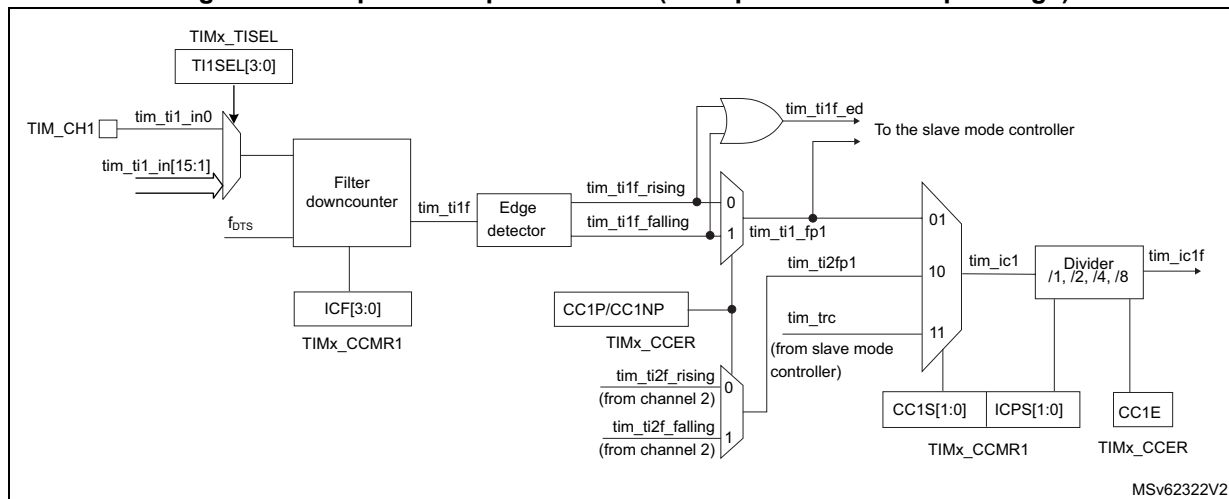 TIMx_TISEL
TI1SEL[3:0]
tim_ti1_in0
TIM_CH1
tim_ti1_in[15:1]
fDTS
Filter
downcounter
ICF[3:0]
TIMx_CCMR1
tim_ti1f
Edge
detector
tim_ti1f_rising
tim_ti1f_falling
tim_ti1f_ed
To the slave mode controller
0
1
tim_ti1_fp1
CC1P/CC1NP
TIMx_CCER
tim_ti2f_rising
(from channel 2)
tim_ti2f_falling
(from channel 2)
0
1
tim_ti2fp1
tim_trc
(from slave mode
controller)
01
10
11
tim_ic1
Divider
/1, /2, /4, /8
tim_ic1f
CC1S[1:0]
ICPS[1:0]
TIMx_CCMR1
CC1E
TIMx_CCER
MSv62322V2